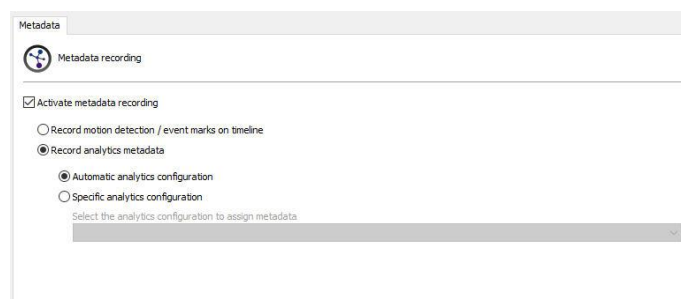 Metadata
Metadata recording
Activate metadata recording
Record motion detection / event marks on timeline
Record analytics metadata
Automatic analytics configuration
Specific analytics configuration
Select the analytics configuration to assign metadata